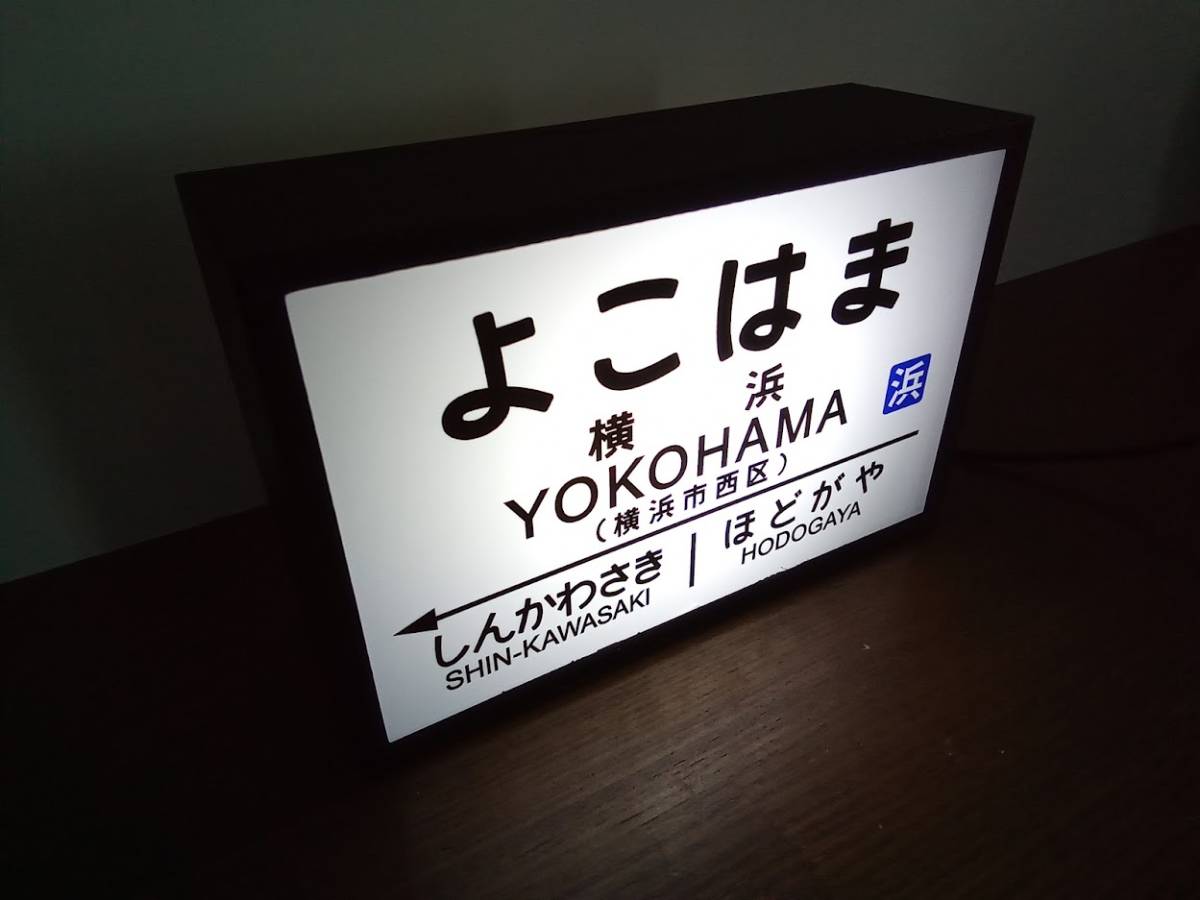 よこはま
横浜
浜
YOKOHAMA
（横浜市西区）
しんかわさき
SHIN-KAWASAKI
ほどがや
HODOGAYA